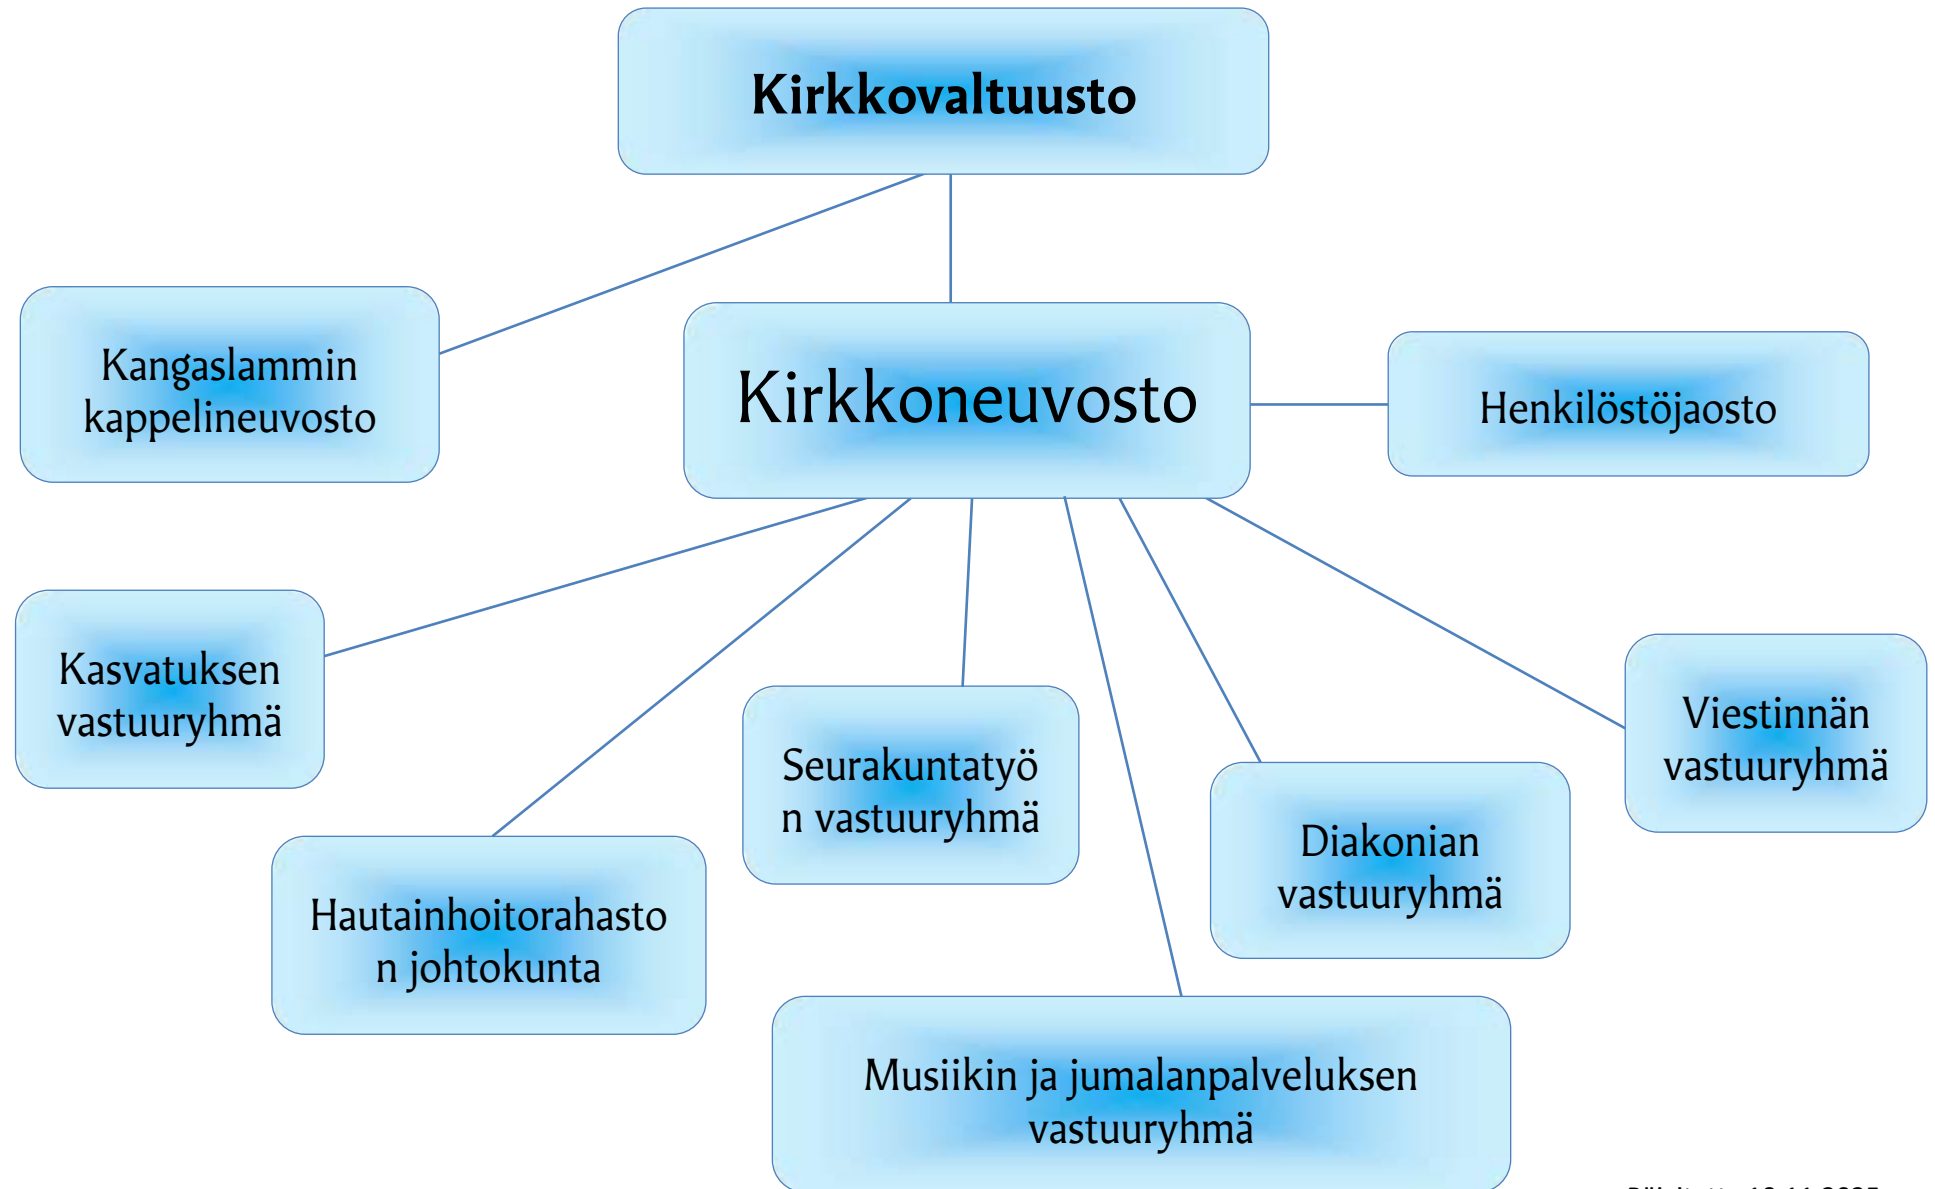 Kirkkovaltuusto
Kangaslammin
kappelineuvosto
Kirkkoneuvosto
Henkilöstöjaosto
Kasvatuksen
vastuuryhmä
Hautainhoitorahasto
n johtokunta
Seurakuntatyö
n vastuuryhmä
Musiikin ja jumalanpalveluksen
vastuuryhmä
Diakonian
vastuuryhmä
Viestinnän
vastuuryhmä